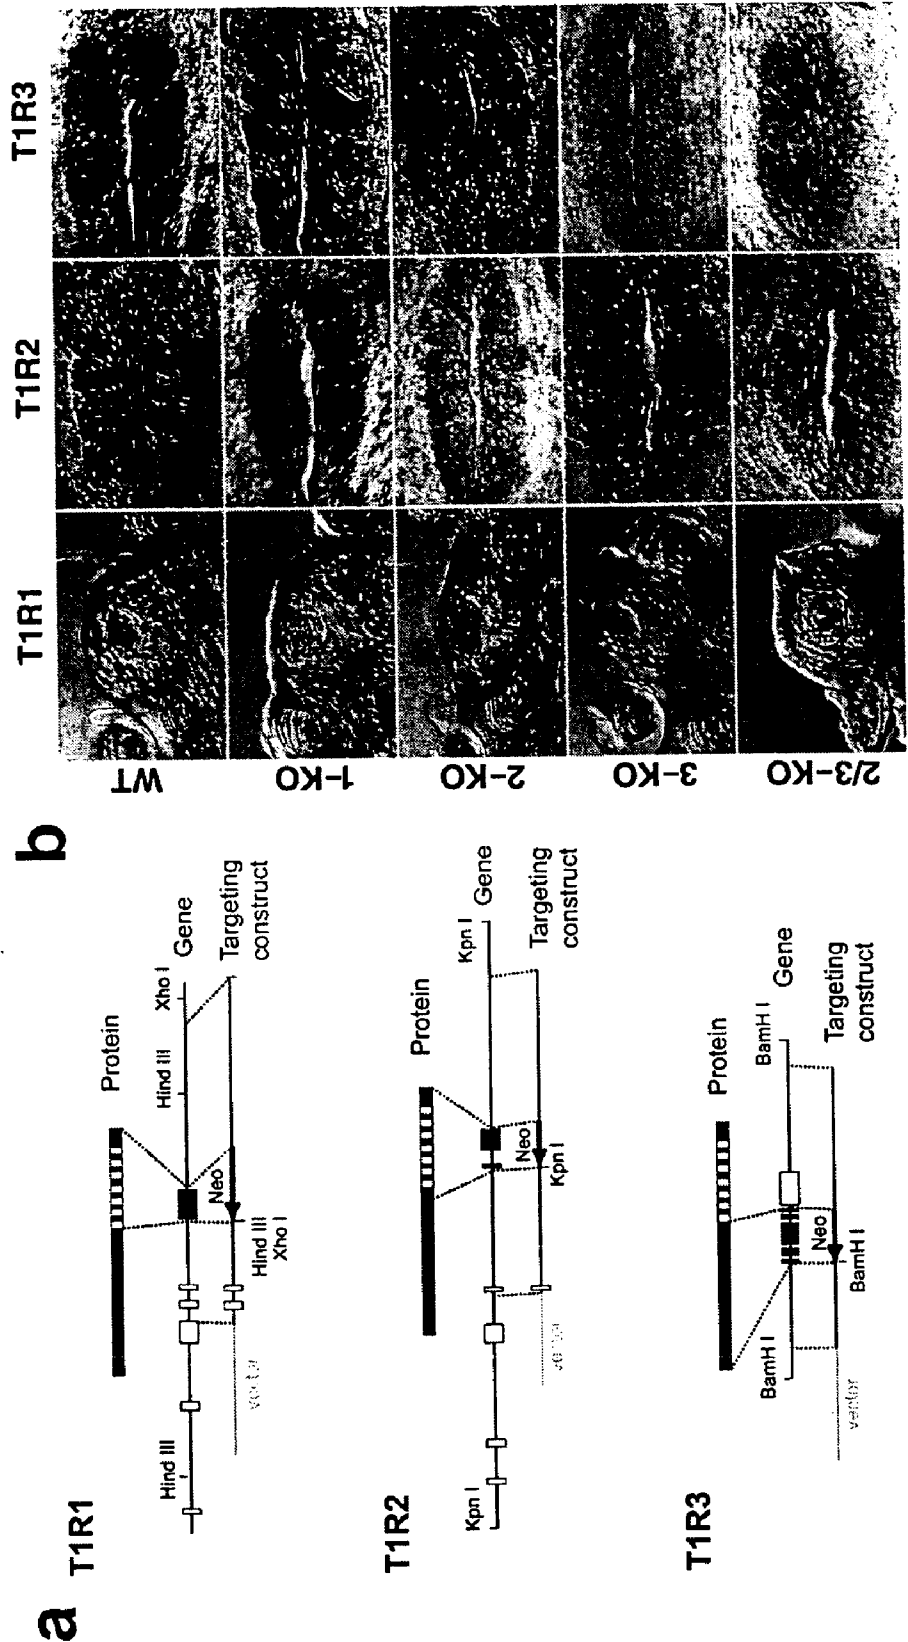 a
T1R1
Protein
Hind III
Hind III
Xho I
Gene
Neo
Hind III
Xho I
vector
Targeting
construct
T1R2
Protein
Kpn I
Kpn I
Gene
Neo
Kpn I
vector
Targeting
construct
T1R3
Protein
BamH I
BamH I
Gene
Neo
BamH I
vector
Targeting
construct
b
T1R1
T1R2
T1R3
WT
1-KO
2-KO
3-KO
2/3-KO